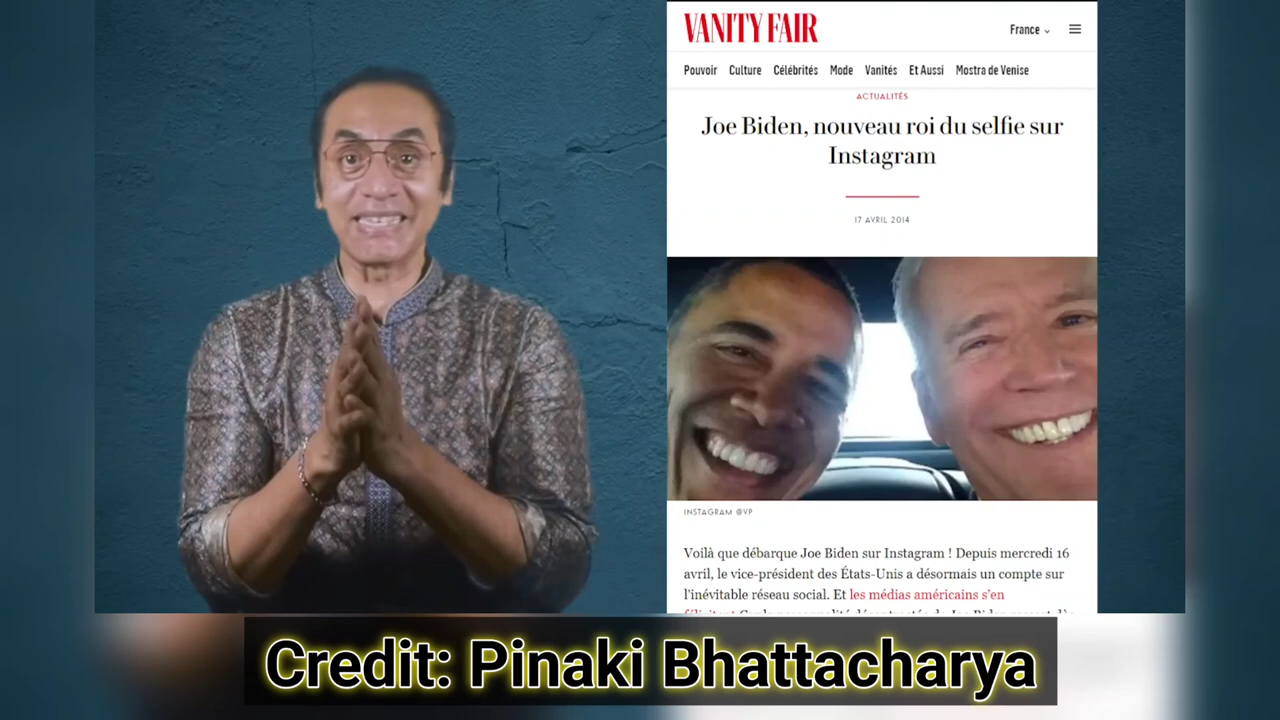 VANITY FAIR
France
Pouvoir Culture Célébrités Mode Vanités Et Aussi Mostra de Venise
ACTUALITÉS
Joe Biden, nouveau roi du selfie sur
Instagram
17 AVRIL 2014
INSTAGRAM @VP
Voilà que débarque Joe Biden sur Instagram ! Depuis mercredi 16
avril, le vice-président des États-Unis a désormais un compte sur
l'inévitable réseau social. Et les médias américains s'en
Credit: Pinaki Bhattacharya